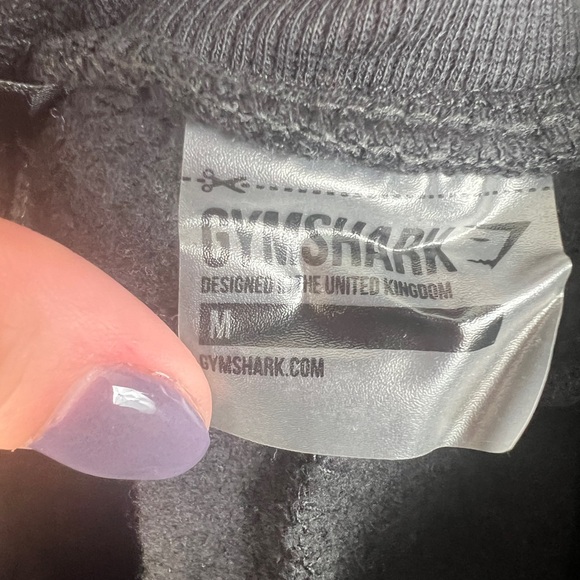 GYMSHARK
DESIGNED IN THE UNITED KINGDOM
M
GYMSHARK.COM